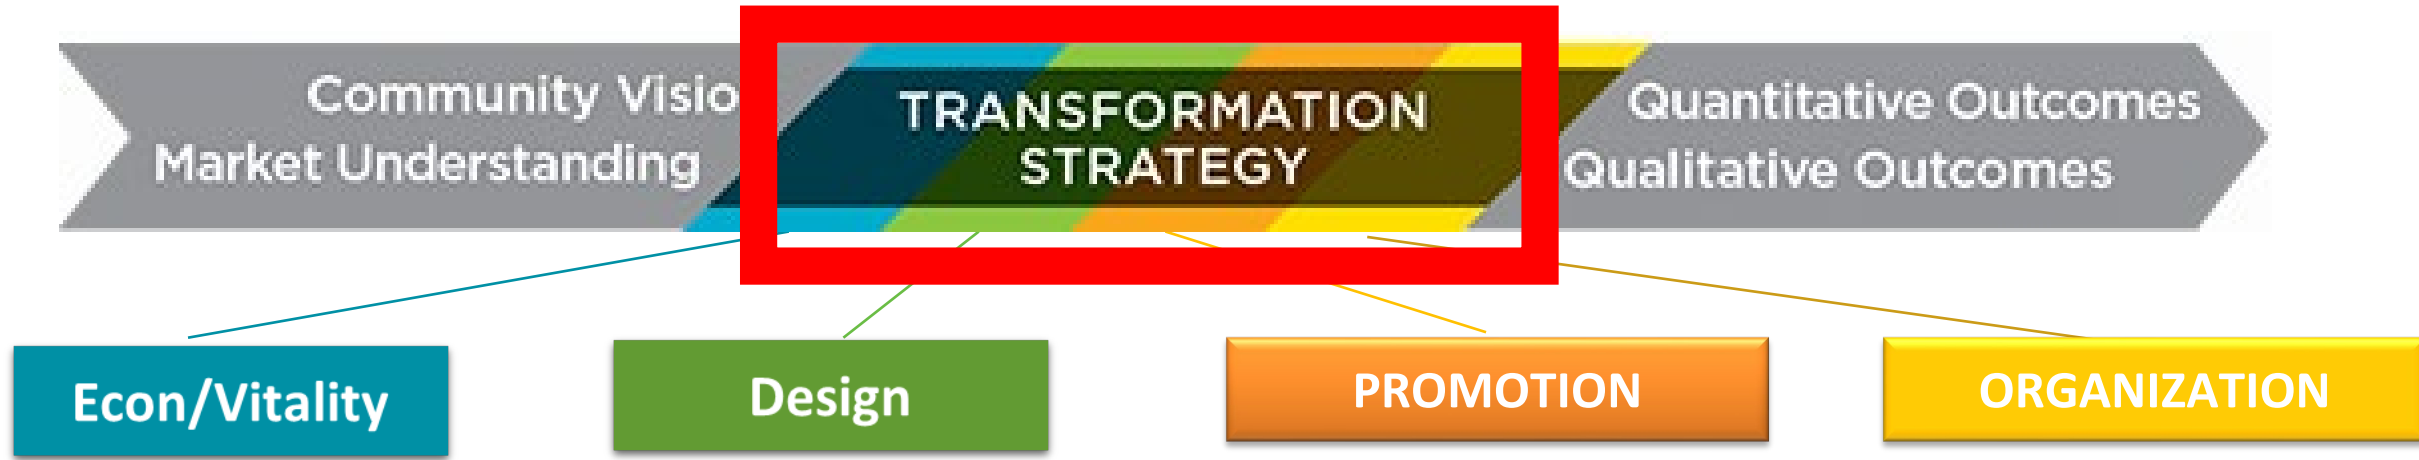 Community Visio
Market Understanding
TRANSFORMATION
STRATEGY
Quantitative Outcomes
Qualitative Outcomes
Econ/Vitality
Design
PROMOTION
ORGANIZATION